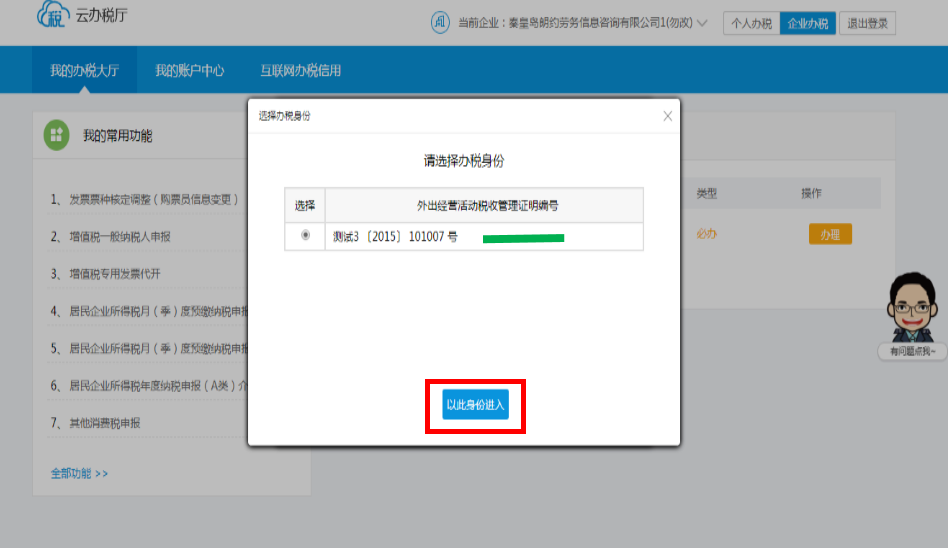 云办税厅
当前企业：秦皇岛朗约劳务信息咨询有限公司1(勿改)
个人办税 企业办税 退出登录
我的办税大厅 我的账户中心 互联网办税信用
选择办税身份
我的常用功能
请选择办税身份
选择 外出经营活动税收管理证明编号
测试3 〔2015〕 101007 号
类型 操作
必办 办理
1、 发票票种核定调整（购票员信息变更）
2、 增值税一般纳税人申报
3、 增值税专用发票代开
4、 居民企业所得税月（季）度预缴纳税申报
5、 居民企业所得税月（季）度预缴纳税申报
6、 居民企业所得税年度纳税申报（A类）介
7、 其他消费税申报
全部功能 >>
以此身份进入
有问题点我~